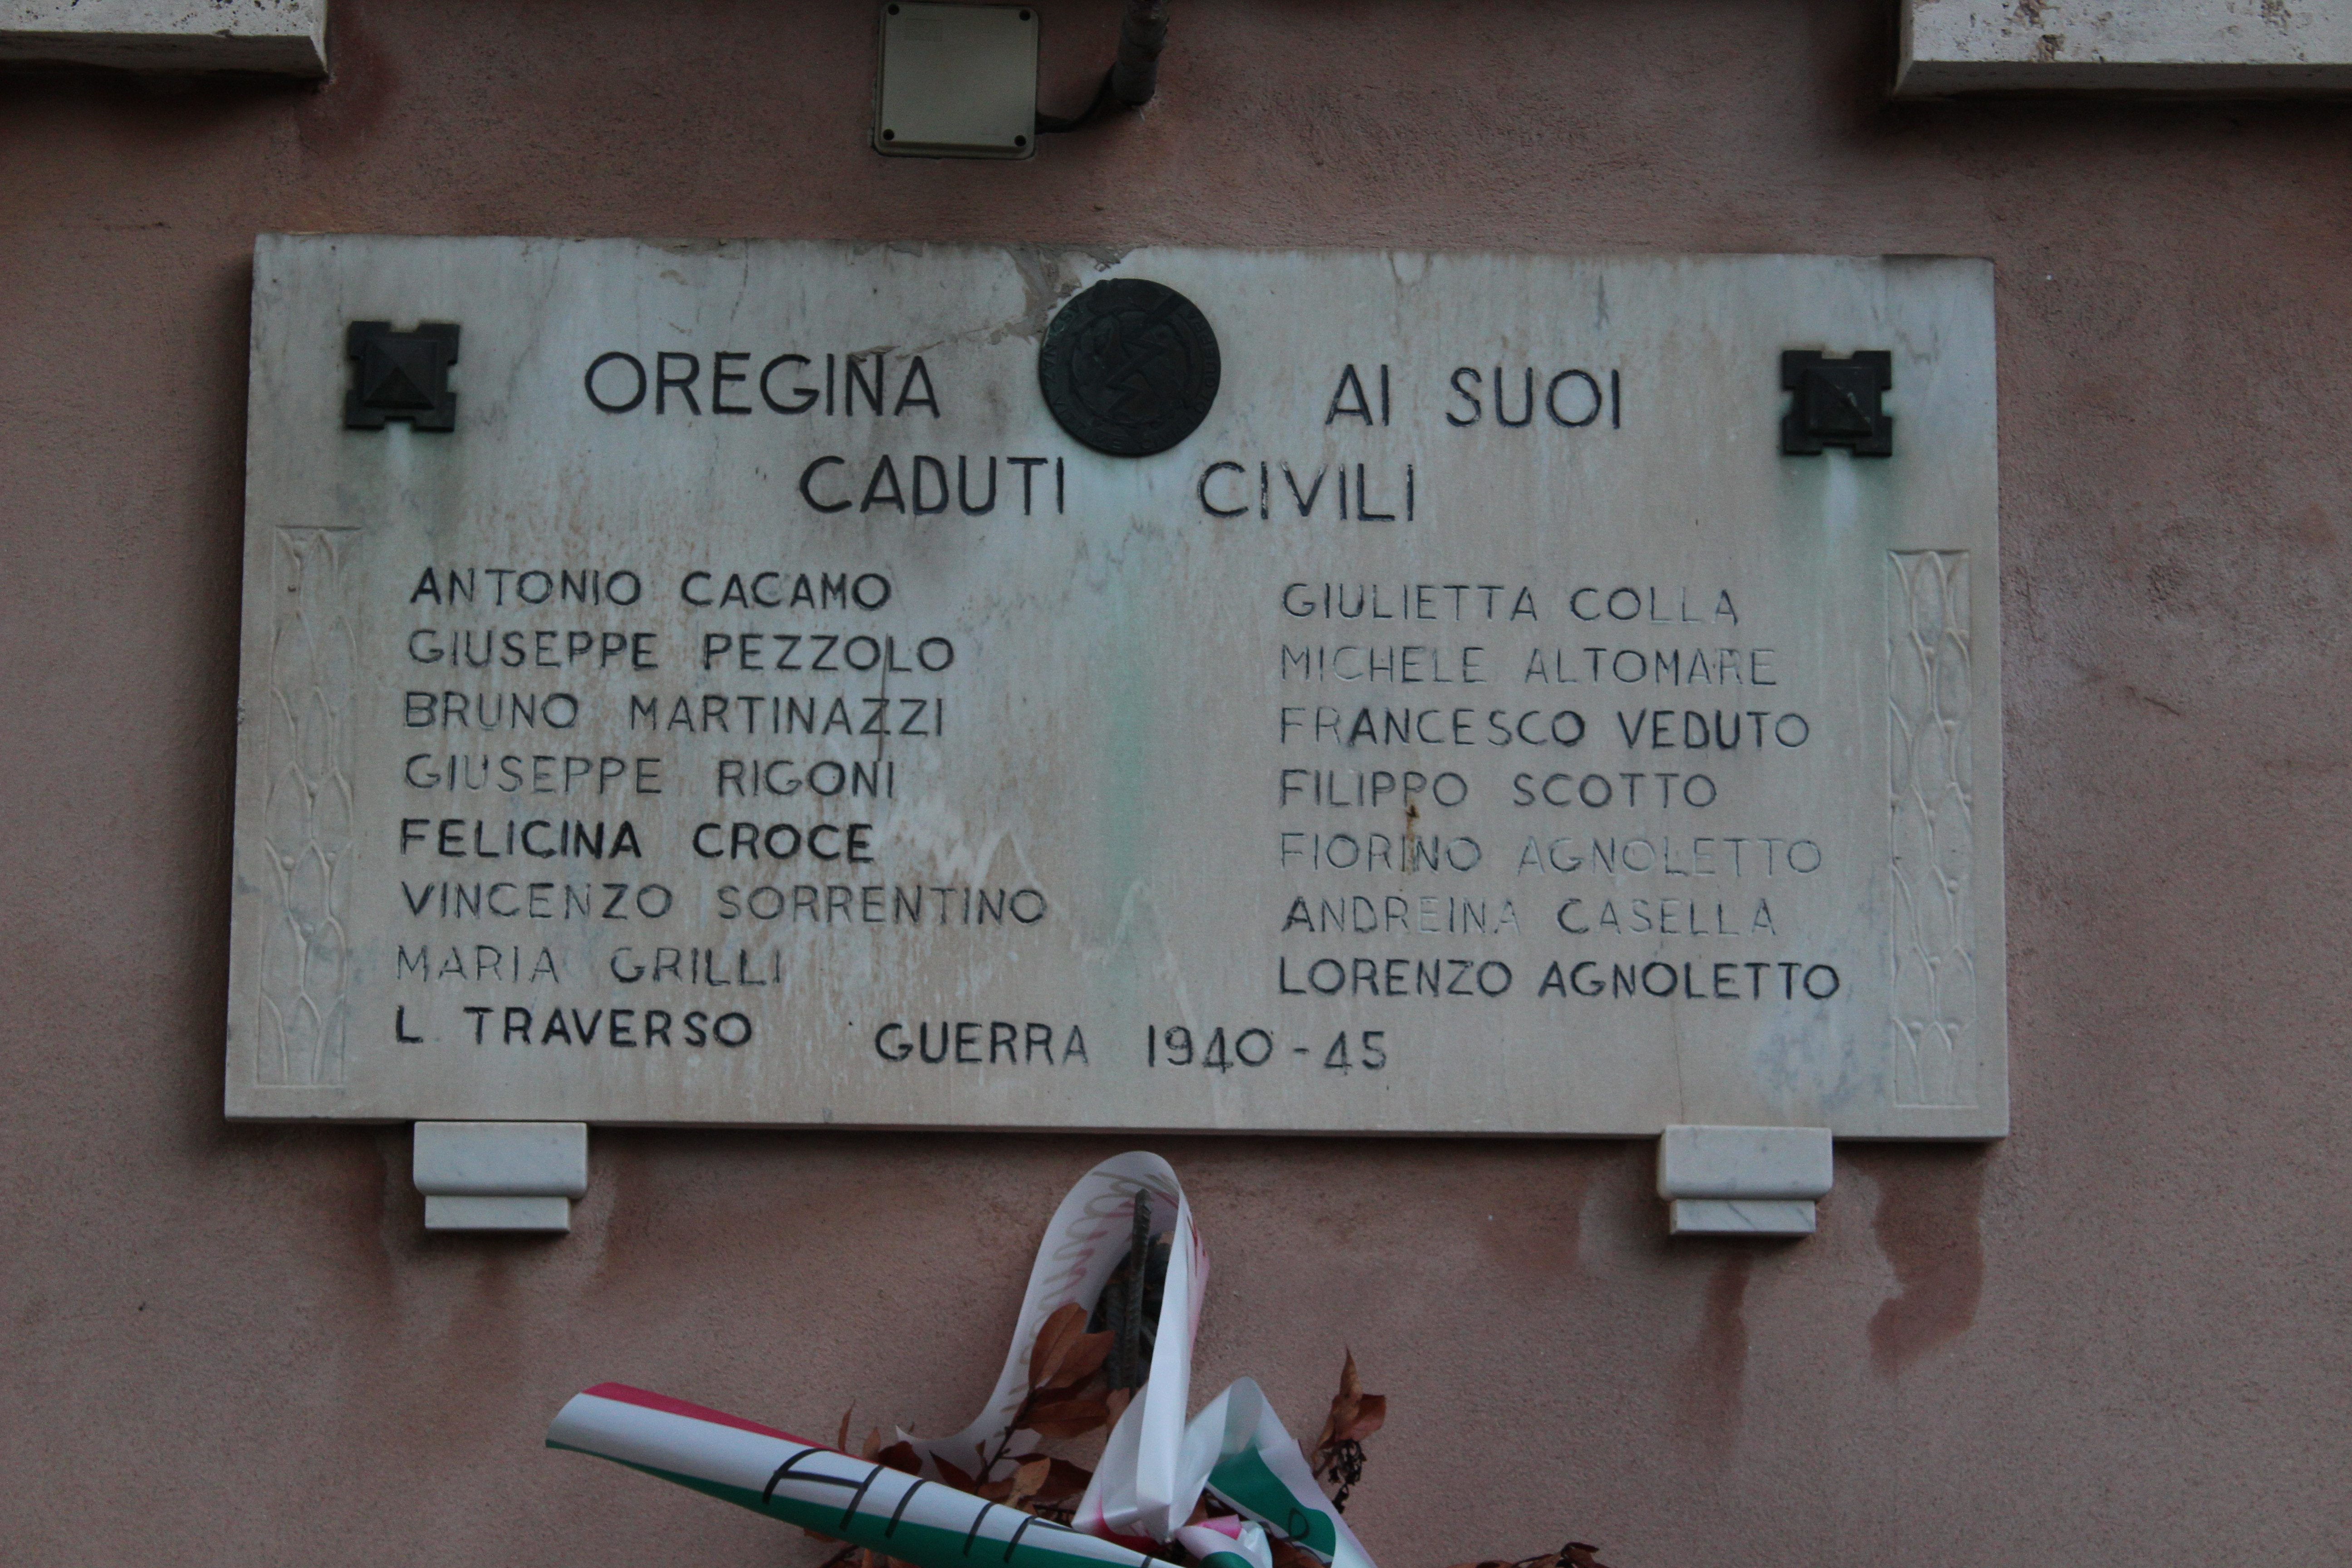 OREGINA AI SUOI
CADUTI CIVILI
ANTONIO CACAMO
GIUSEPPE PEZZOLO
BRUNO MARTINAZZI
GIUSEPPE RIGONI
FELICINA CROCE
VINCENZO SORRENTINO
MARIA GRILLI
L. TRAVERSO
GIULIETTA COLLA
MICHELE ALTOMARE
FRANCESCO VEDUTO
FILIPPO SCOTTO
FIORINO AGNOLETTO
ANDREINA CASELLA
LORENZO AGNOLETTO
GUERRA 1940-45